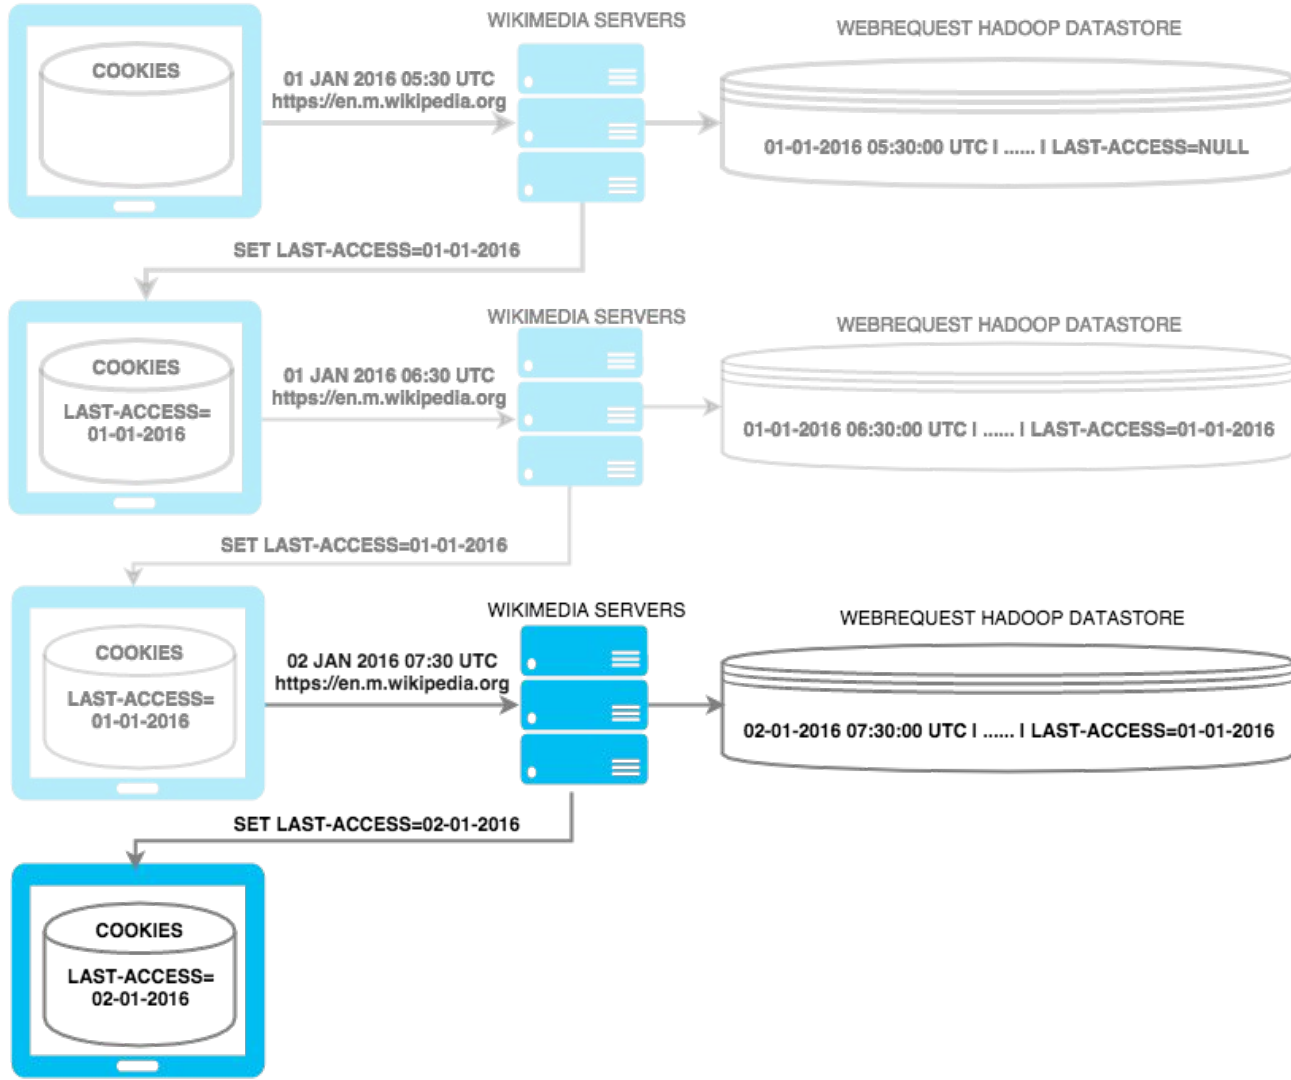 WIKIMEDIA SERVERS
WEBREQUEST HADOOP DATASTORE
COOKIES
01 JAN 2016 05:30 UTC
https://en.m.wikipedia.org
01-01-2016 05:30:00 UTC I ...... I LAST-ACCESS=NULL
SET LAST-ACCESS=01-01-2016
WIKIMEDIA SERVERS
WEBREQUEST HADOOP DATASTORE
COOKIES
LAST-ACCESS=
01-01-2016
01 JAN 2016 06:30 UTC
https://en.m.wikipedia.org
01-01-2016 06:30:00 UTC I ...... I LAST-ACCESS=01-01-2016
SET LAST-ACCESS=01-01-2016
WIKIMEDIA SERVERS
WEBREQUEST HADOOP DATASTORE
COOKIES
LAST-ACCESS=
01-01-2016
02 JAN 2016 07:30 UTC
https://en.m.wikipedia.org
02-01-2016 07:30:00 UTC I ...... I LAST-ACCESS=01-01-2016
SET LAST-ACCESS=02-01-2016
COOKIES
LAST-ACCESS=
02-01-2016